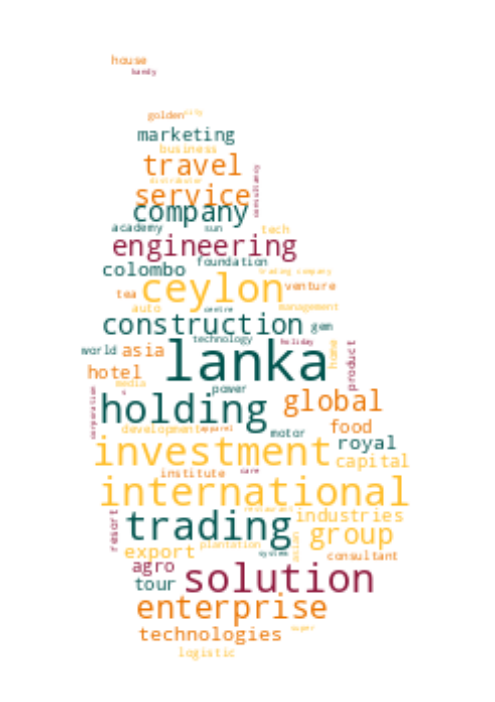 house
kandy
golden city
marketing
business
travel
distributor
service
consultancy
company
academy sun tech
engineering
foundation
colombo
trading company
ceylon venture
tea
auto centre management
construction gem
technology holiday
world asia lanka home product
hotel
media
power
corporation holding global
development apparel food
motor
royal
investment capital
institute care
international
restaurant
resort trading industries
group
asian
export plantation
system consultant
agro
tour solution
enterprise
technologies super
logistic